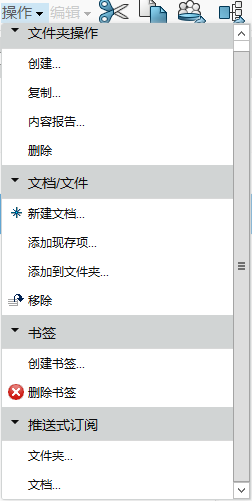 操作 编辑
文件夹操作
创建...
复制...
内容报告...
删除
文档/文件
新建文档...
添加现存项...
添加到文件夹...
移除
书签
创建书签...
删除书签
推送式订阅
文件夹...
文档...